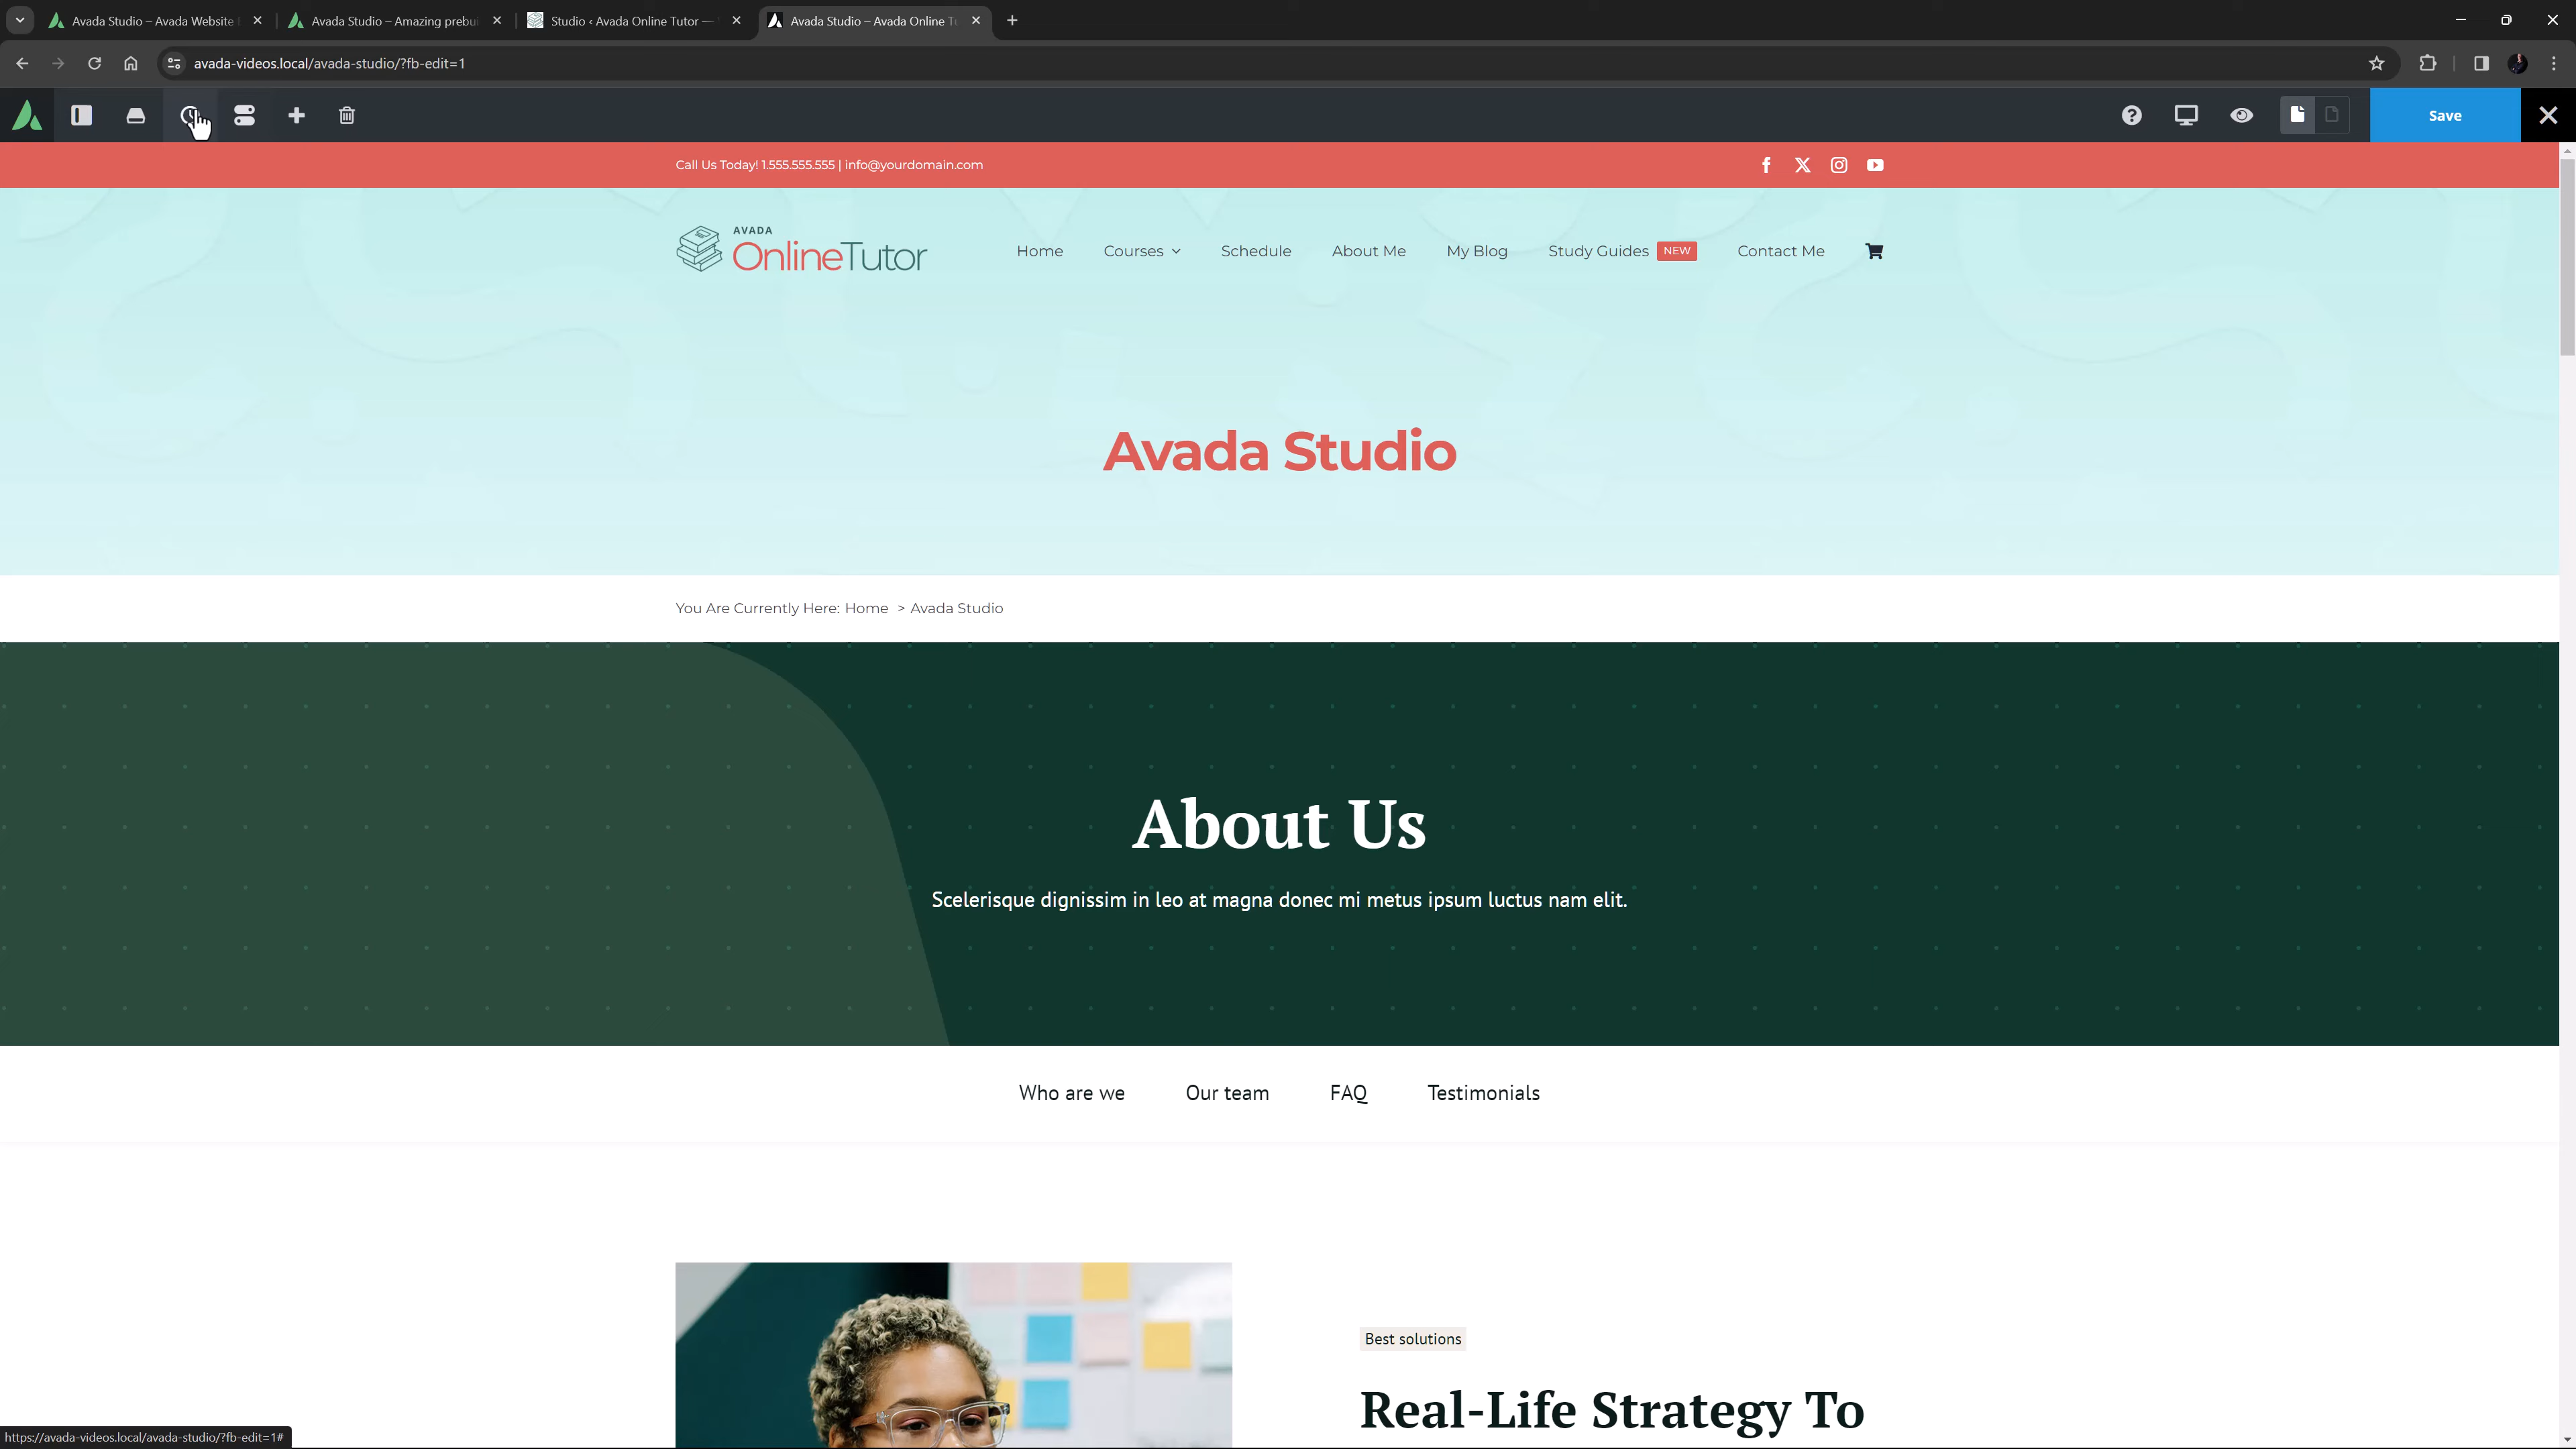 Avada Studio – Avada Website
Avada Studio – Amazing prebui
Studio ‹ Avada Online Tutor —
Avada Studio – Avada Online T
avada-videos.local/avada-studio/?fb-edit=1
Save
Call Us Today! 1.555.555.555 | info@yourdomain.com
AVADA
OnlineTutor
Home
Courses
Schedule
About Me
My Blog
Study Guides
NEW
Contact Me
Avada Studio
You Are Currently Here: Home > Avada Studio
About Us
Scelerisque dignissim in leo at magna donec mi metus ipsum luctus nam elit.
Who are we
Our team
FAQ
Testimonials
Best solutions
Real-Life Strategy To
https://avada-videos.local/avada-studio/?fb-edit=1#